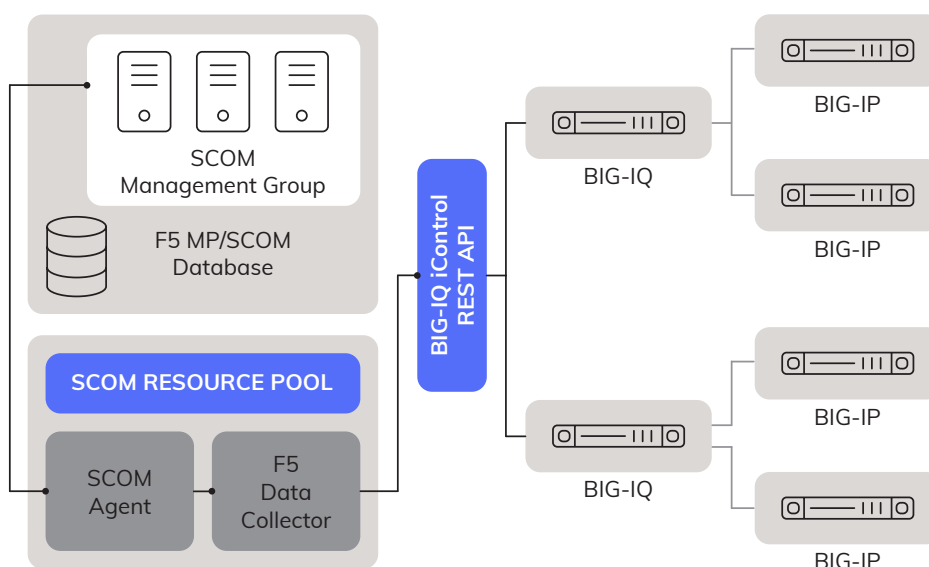 SCOM
Management Group
F5 MP/SCOM
Database
SCOM RESOURCE POOL
SCOM
Agent
F5
Data
Collector
BIG-IQ iControl
REST API
BIG-IQ
BIG-IP
BIG-IP
BIG-IQ
BIG-IP
BIG-IP